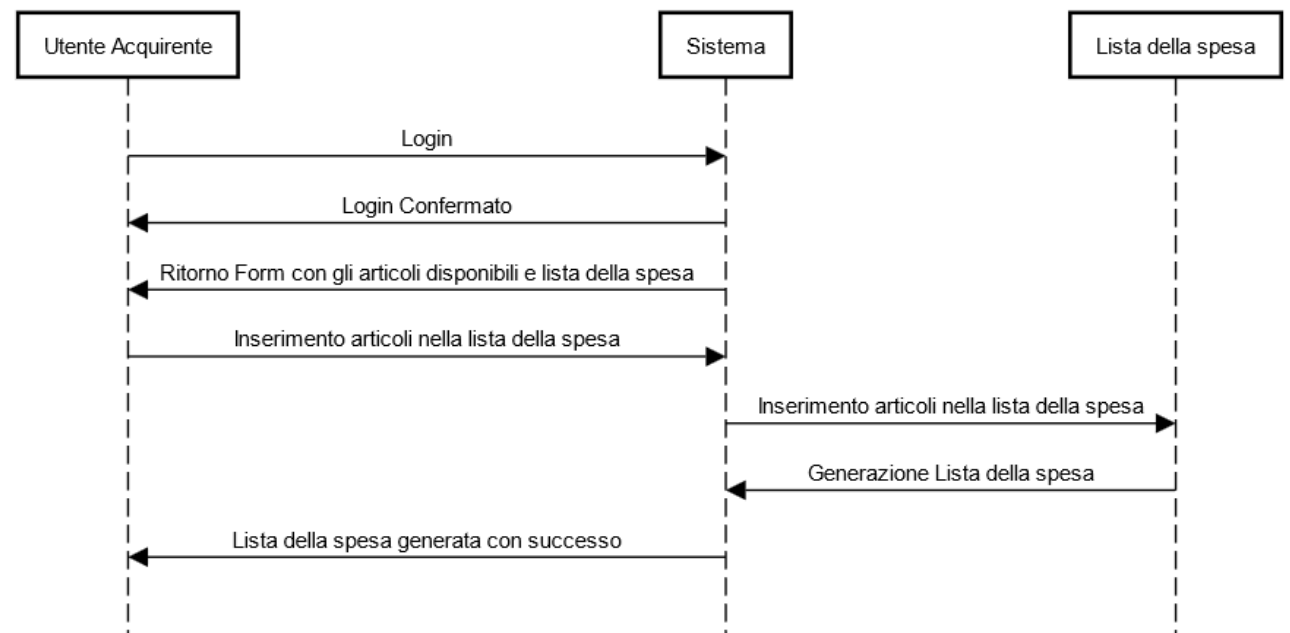 Utente Acquirente
Sistema
Lista della spesa
Login
Login Confermato
Ritorno Form con gli articoli disponibili e lista della spesa
Inserimento articoli nella lista della spesa
Inserimento articoli nella lista della spesa
Generazione Lista della spesa
Lista della spesa generata con successo